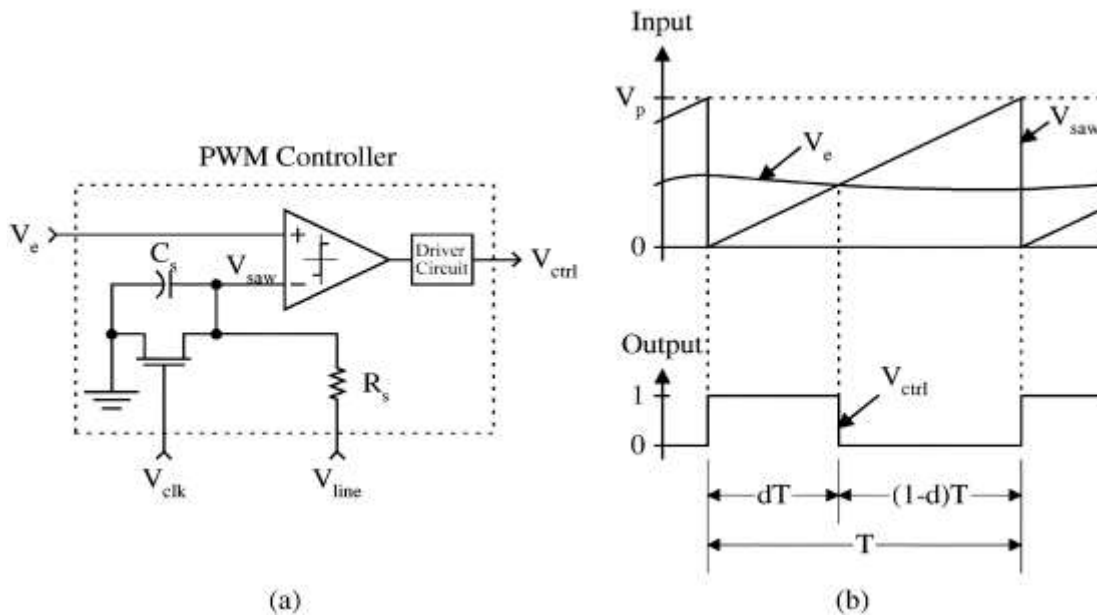 PWM Controller
V_e
C_s
V_saw
+
−
Driver
Circuit
V_ctrl
R_s
V_clk
V_line
(a)
Input
V_p
V_e
V_saw
0
Output
1
0
V_ctrl
dT
(1-d)T
T
(b)